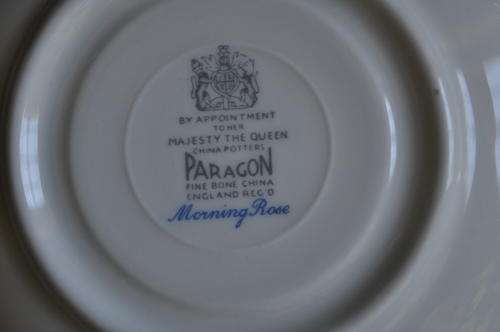 BY APPOINTMENT
TO HER
MAJESTY THE QUEEN
CHINA POTTERS
PARAGON
FINE BONE CHINA
ENGLAND REG'D
Morning Rose